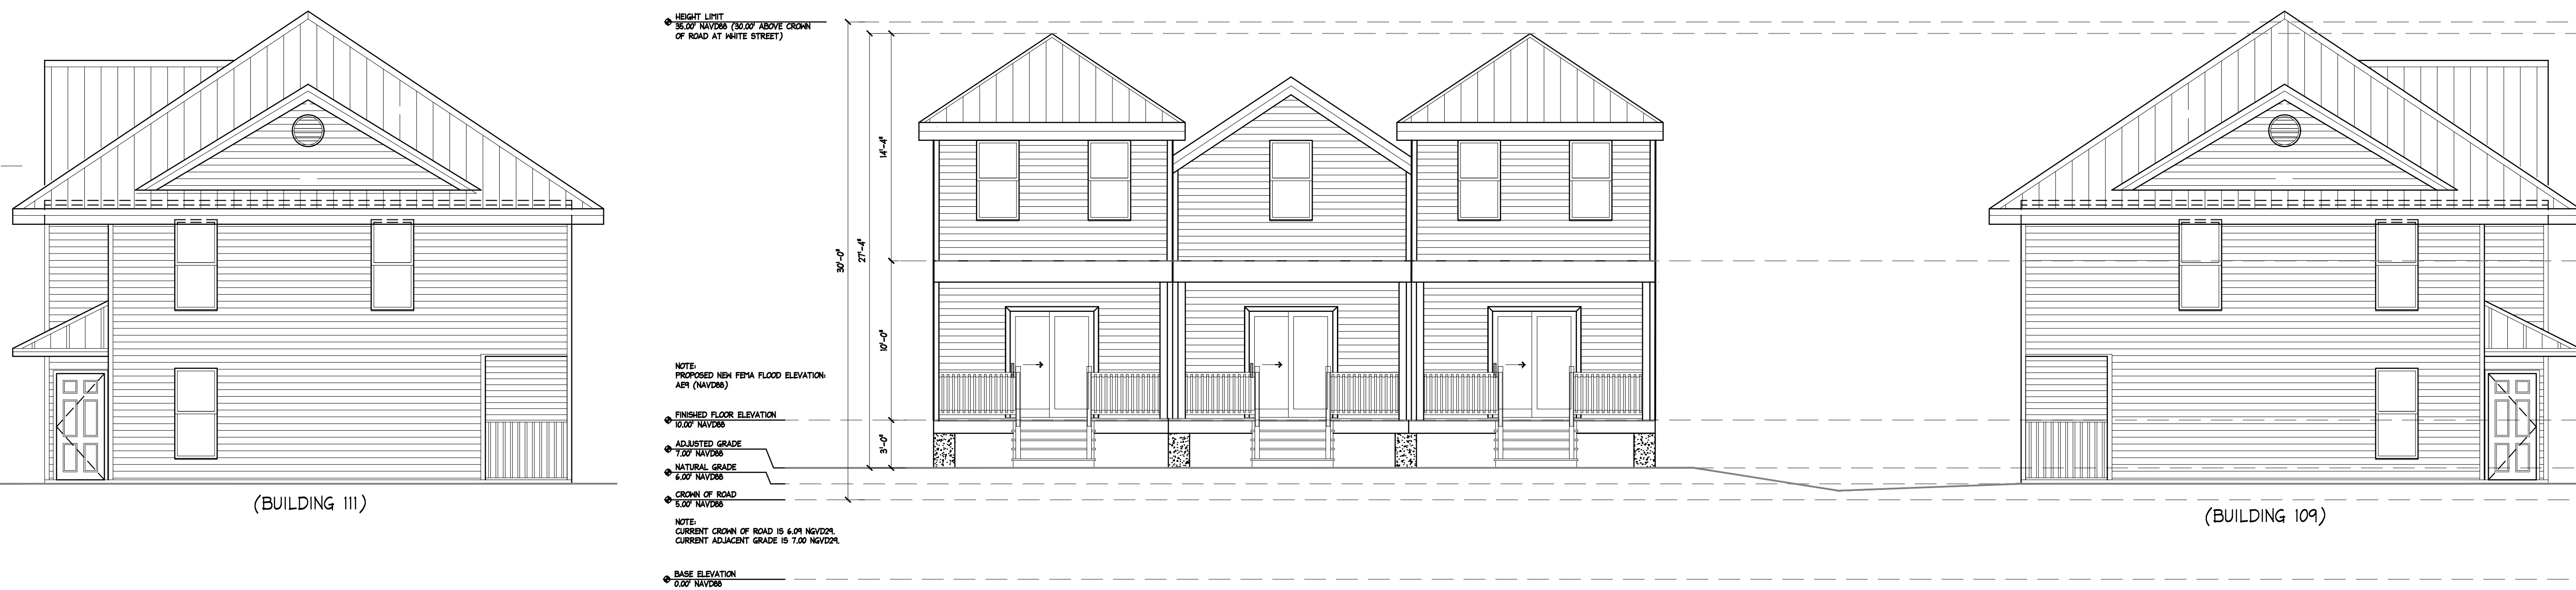 HEIGHT LIMIT
35.00' NAVD88 (30.00' ABOVE CROWN
OF ROAD AT WHITE STREET)
14'-4"
30'-0"
27'-4"
10'-0"
NOTE:
PROPOSED NEW FEMA FLOOD ELEVATION:
AE9 (NAVD88)
FINISHED FLOOR ELEVATION
10.00' NAVD88
3'-0"
ADJUSTED GRADE
7.00' NAVD88
NATURAL GRADE
6.00' NAVD88
CROWN OF ROAD
5.00' NAVD88
(BUILDING 111)
(BUILDING 109)
NOTE:
CURRENT CROWN OF ROAD IS 6.09 NGVD29.
CURRENT ADJACENT GRADE IS 7.00 NGVD29.
BASE ELEVATION
0.00' NAVD88